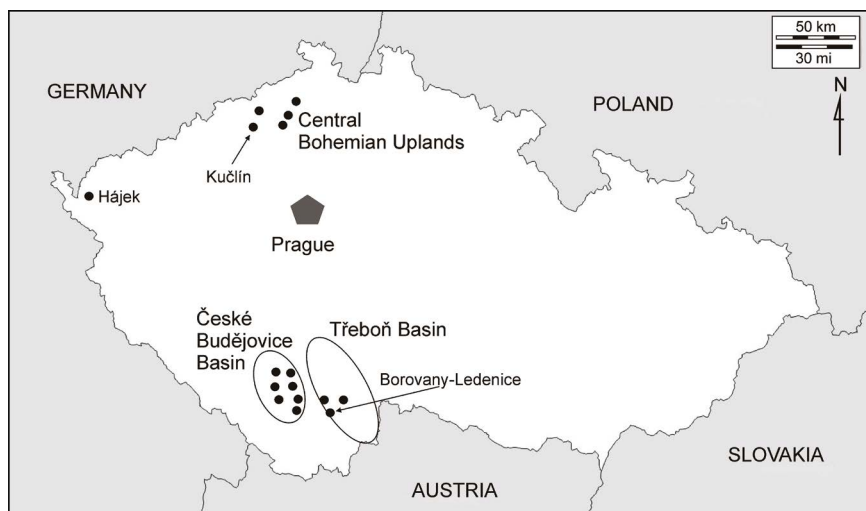 50 km
30 mi
N
GERMANY
POLAND
Central
Bohemian Uplands
Kučlín
Hájek
Prague
České
Budějovice
Basin
Třeboň Basin
Borovany-Ledenice
SLOVAKIA
AUSTRIA